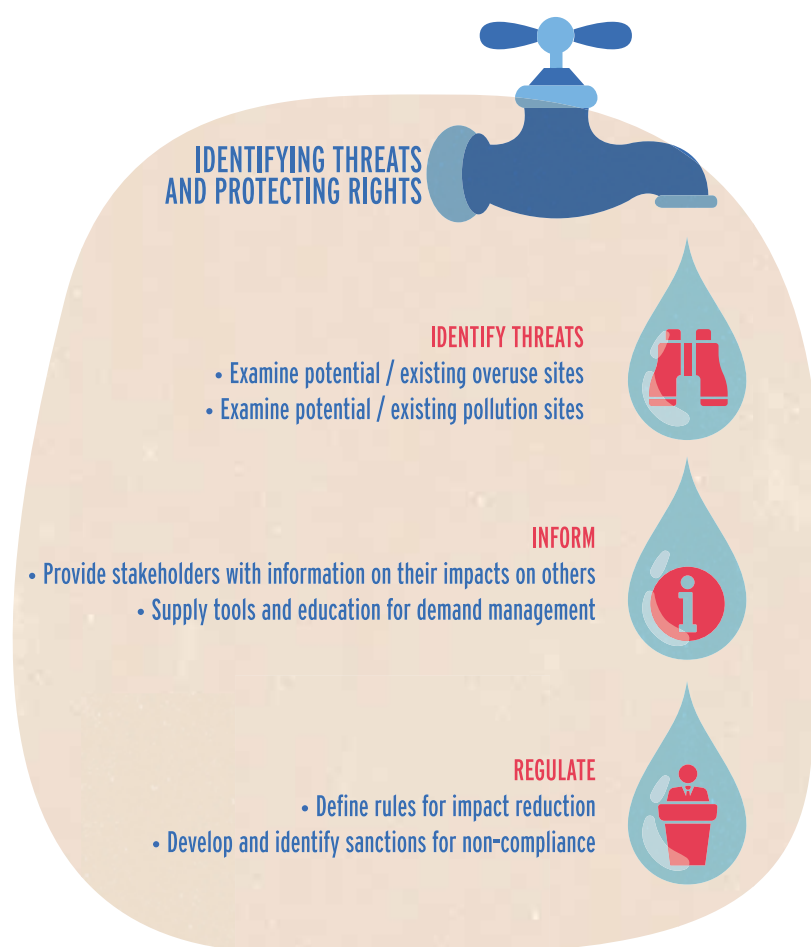 IDENTIFYING THREATS
AND PROTECTING RIGHTS
IDENTIFY THREATS
• Examine potential / existing overuse sites
• Examine potential / existing pollution sites
INFORM
• Provide stakeholders with information on their impacts on others
• Supply tools and education for demand management
REGULATE
• Define rules for impact reduction
• Develop and identify sanctions for non-compliance